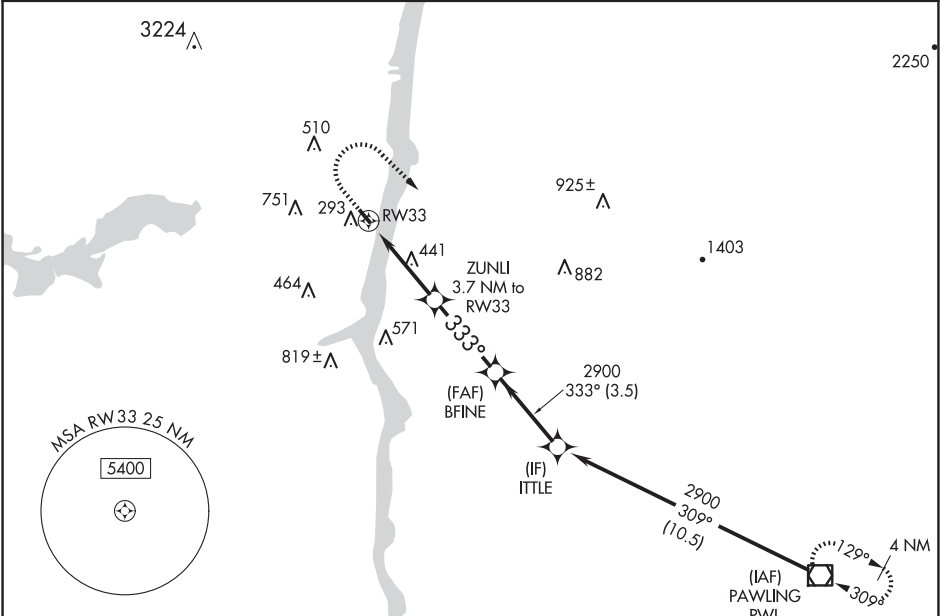 3224
2250
510
925±
751
293
RW33
441
1403
882
ZUNLI
3.7 NM to
RW33
464
571
333°
819±
2900
333° (3.5)
(FAF)
BFINE
MSA RW33 25 NM
5400
(IF)
ITTLE
2900
309°
(10.5)
129°
4 NM
309°
(IAF)
PAWLING
PWL